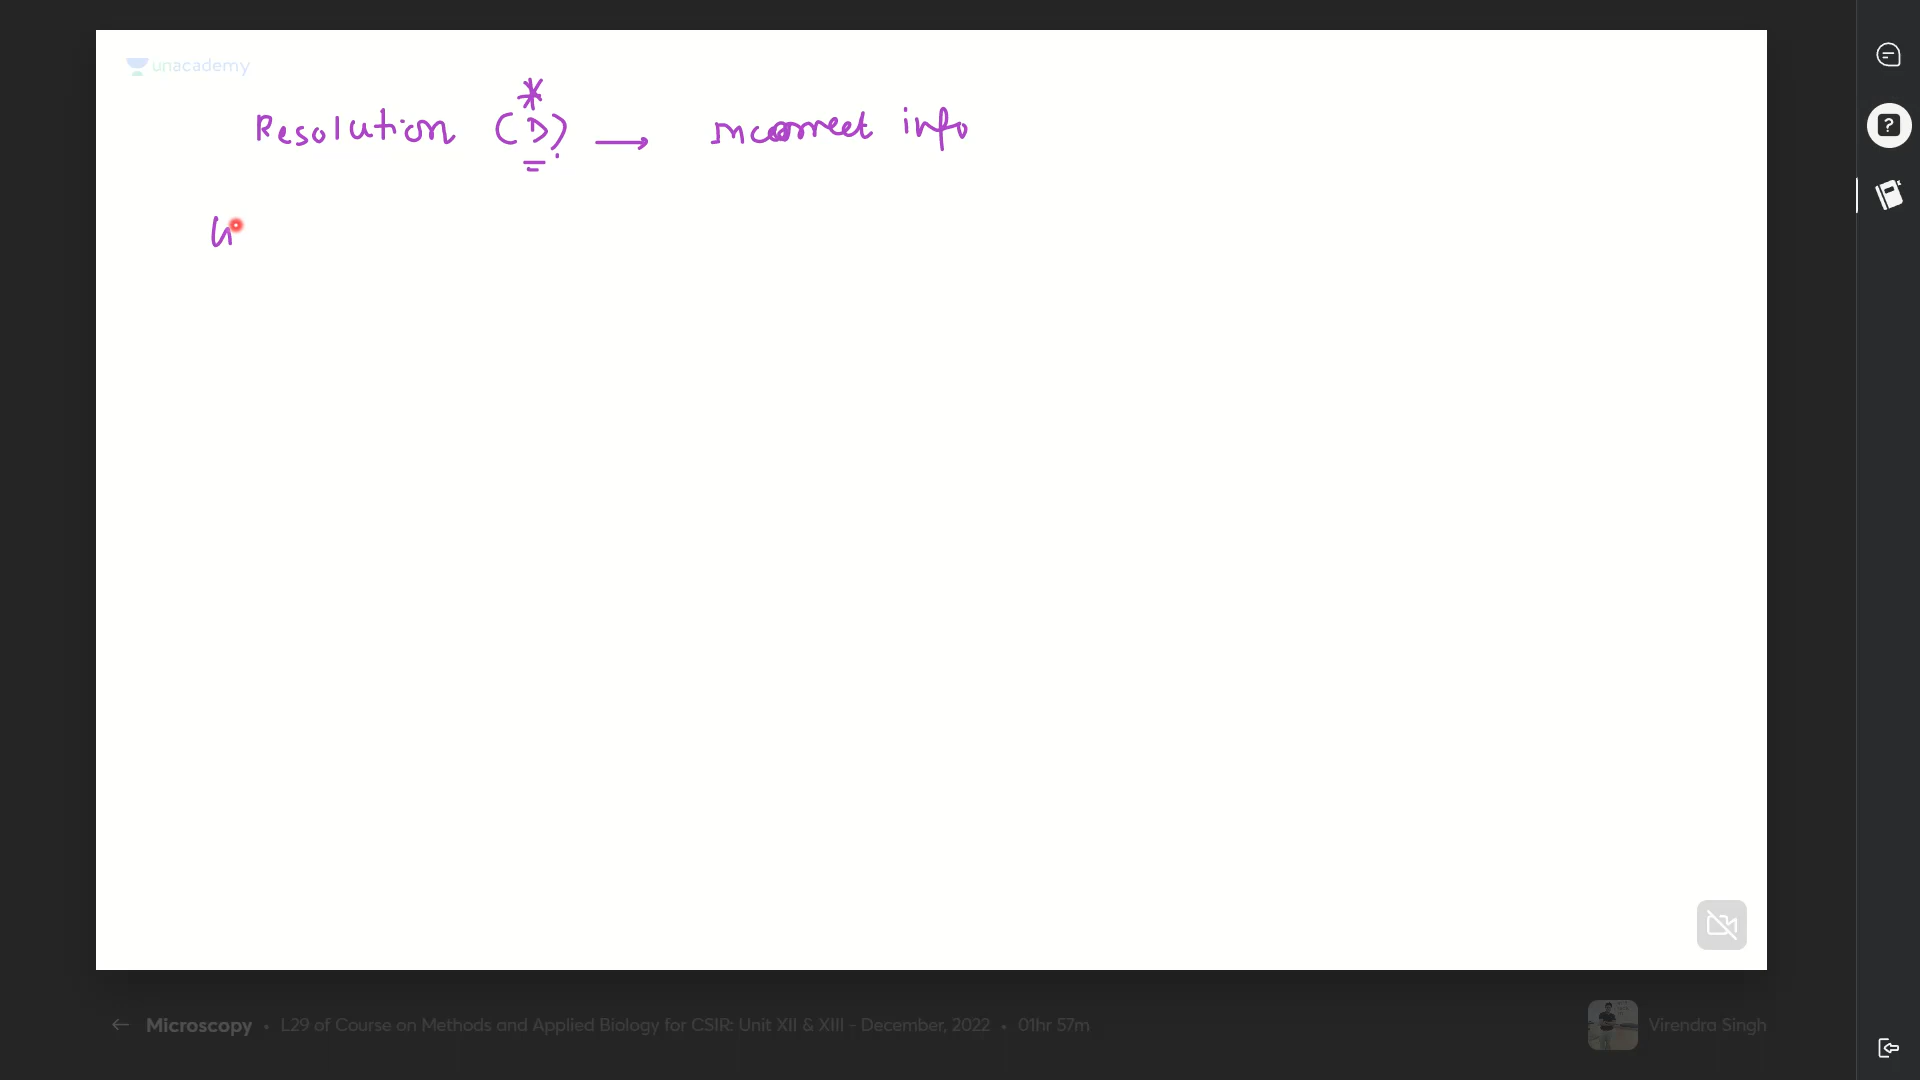 unacademy
*
Resolution (D) → incorrect info
Microscopy • L29 of Course on Methods and Applied Biology for CSIR: Unit XII & XIII - December, 2022 • 01hr 57m
Virendra Singh